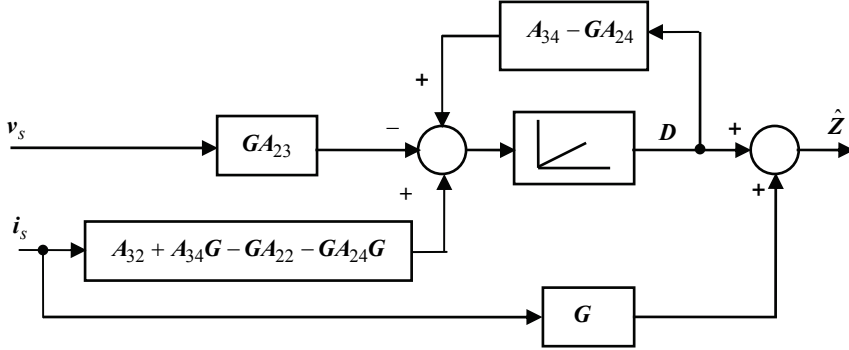 A₃₄ − GA₂₄
+
vₛ
GA₂₃
−
D
+
Ẑ
+
+
iₛ
A₃₂ + A₃₄G − GA₂₂ − GA₂₄G
G